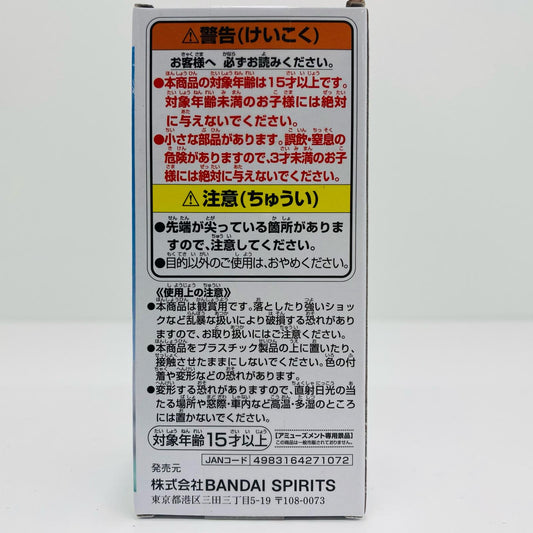 ⚠警告(けいこく)
お客様へ 必ずお読みください。
●本商品の対象年齢は15才以上です。
対象年齢未満のお子様には絶対
に与えないでください。
●小さな部品があります。誤飲・窒息の
危険がありますので、3才未満のお子
様には絶対に与えないでください。
⚠注意(ちゅうい)
●先端が尖っている箇所がありま
すので、注意してください。
●目的以外のご使用は、おやめください。
《使用上の注意》
●本商品は観賞用です。落としたり強いショッ
クなど乱暴な扱いにより破損する恐れがあり
ますので、お取り扱いにはご注意ください。
●本商品をプラスチック製品の上に置いたり、
接触させたままにしないでください。色の付
着や変形などの恐れがあります。
●変形する恐れがありますので、直射日光の当
たる場所や窓際・車内など高温・多湿のところ
には置かないでください。
対象年齢15才以上
【アミューズメント専用景品】
この商品は一般作販されておりません。
JANコード 4983164271072
発売元
株式会社BANDAI SPIRITS
東京都港区三田三丁目5-19 〒108-0073